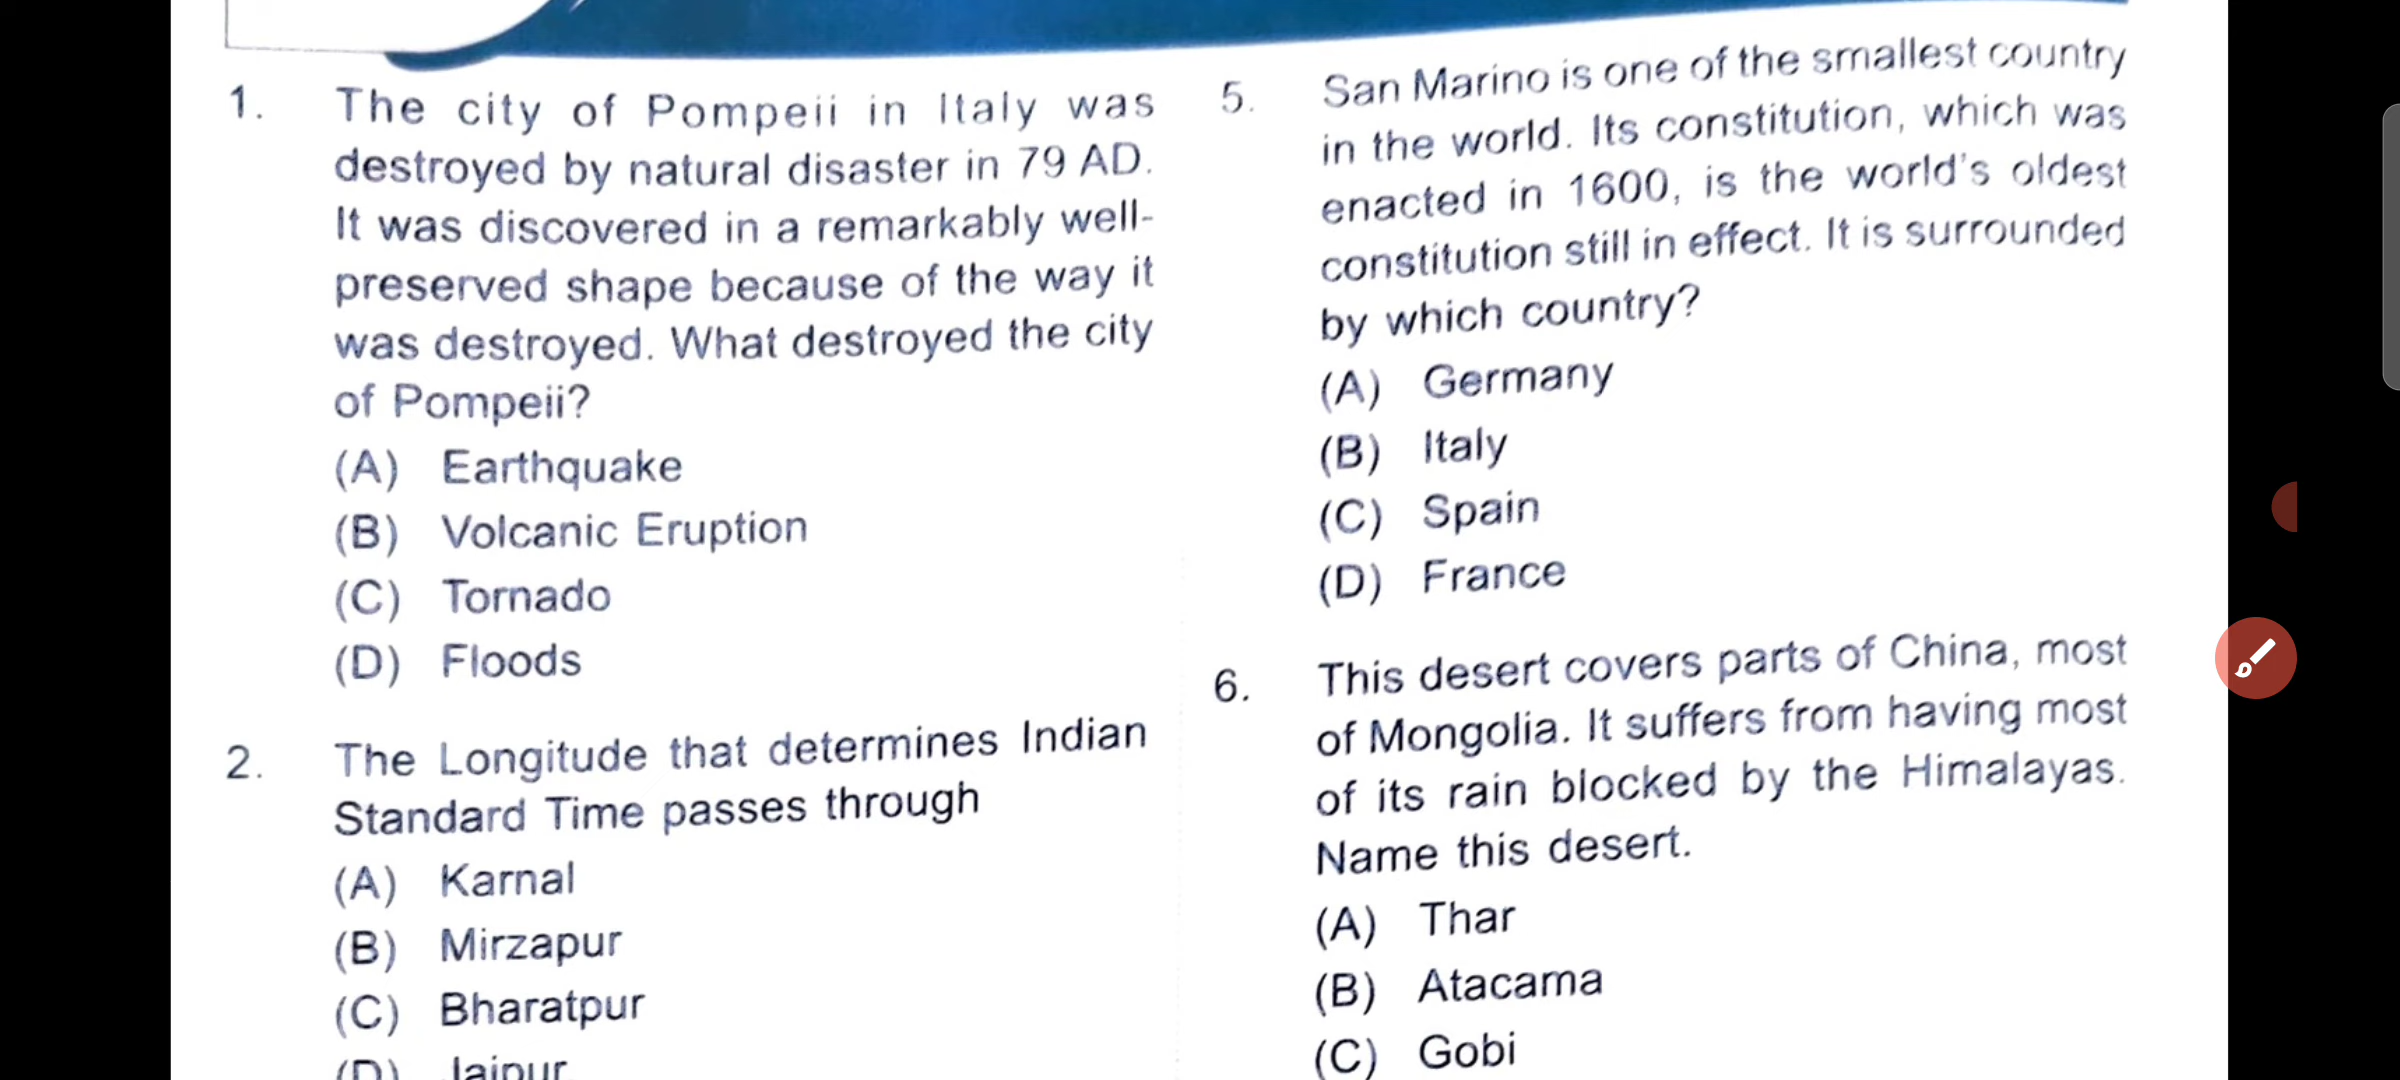 1. The city of Pompeii in Italy was
destroyed by natural disaster in 79 AD.
It was discovered in a remarkably well-
preserved shape because of the way it
was destroyed. What destroyed the city
of Pompeii?
(A) Earthquake
(B) Volcanic Eruption
(C) Tornado
(D) Floods
2. The Longitude that determines Indian
Standard Time passes through
(A) Karnal
(B) Mirzapur
(C) Bharatpur
(D) Jaipur
5. San Marino is one of the smallest country
in the world. Its constitution, which was
enacted in 1600, is the world's oldest
constitution still in effect. It is surrounded
by which country?
(A) Germany
(B) Italy
(C) Spain
(D) France
6. This desert covers parts of China, most
of Mongolia. It suffers from having most
of its rain blocked by the Himalayas.
Name this desert.
(A) Thar
(B) Atacama
(C) Gobi